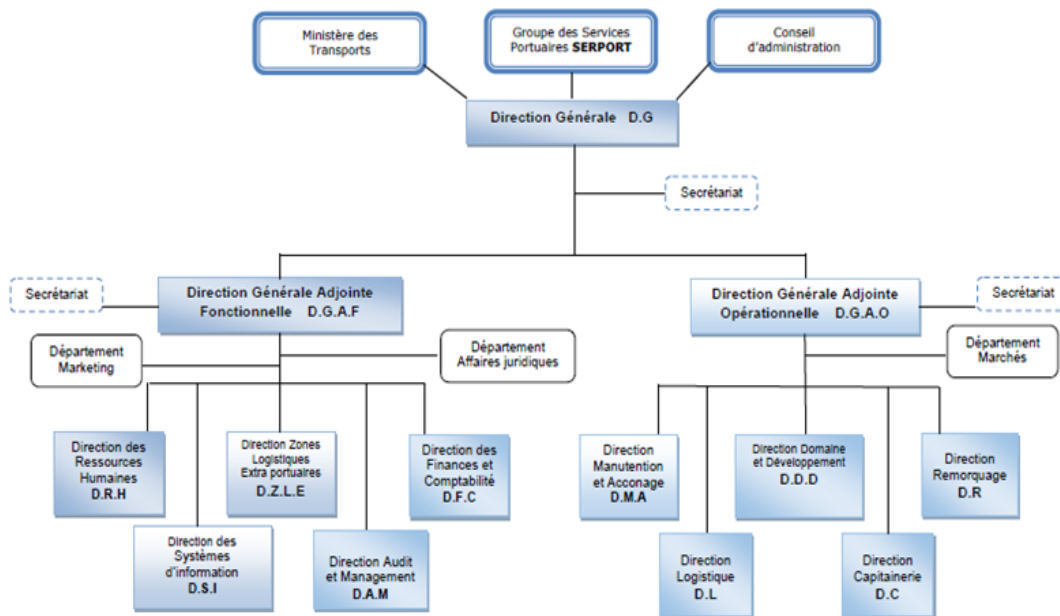 Ministère des
Transports
Groupe des Services
Portuaires SERPORT
Conseil
d'administration
Direction Générale D.G
Secrétariat
Secrétariat
Direction Générale Adjointe
Fonctionnelle D.G.A.F
Direction Générale Adjointe
Opérationnelle D.G.A.O
Secrétariat
Département
Marketing
Département
Affaires juridiques
Département
Marchés
Direction des
Ressources
Humaines
D.R.H
Direction Zones
Logistiques
Extra portuaires
D.Z.L.E
Direction des
Finances et
Comptabilité
D.F.C
Direction
Manutention
et Acconage
D.M.A
Direction Domaine
et Développement
D.D.D
Direction
Remorquage
D.R
Direction des
Systèmes
d'information
D.S.I
Direction Audit
et Management
D.A.M
Direction
Logistique
D.L
Direction
Capitainerie
D.C